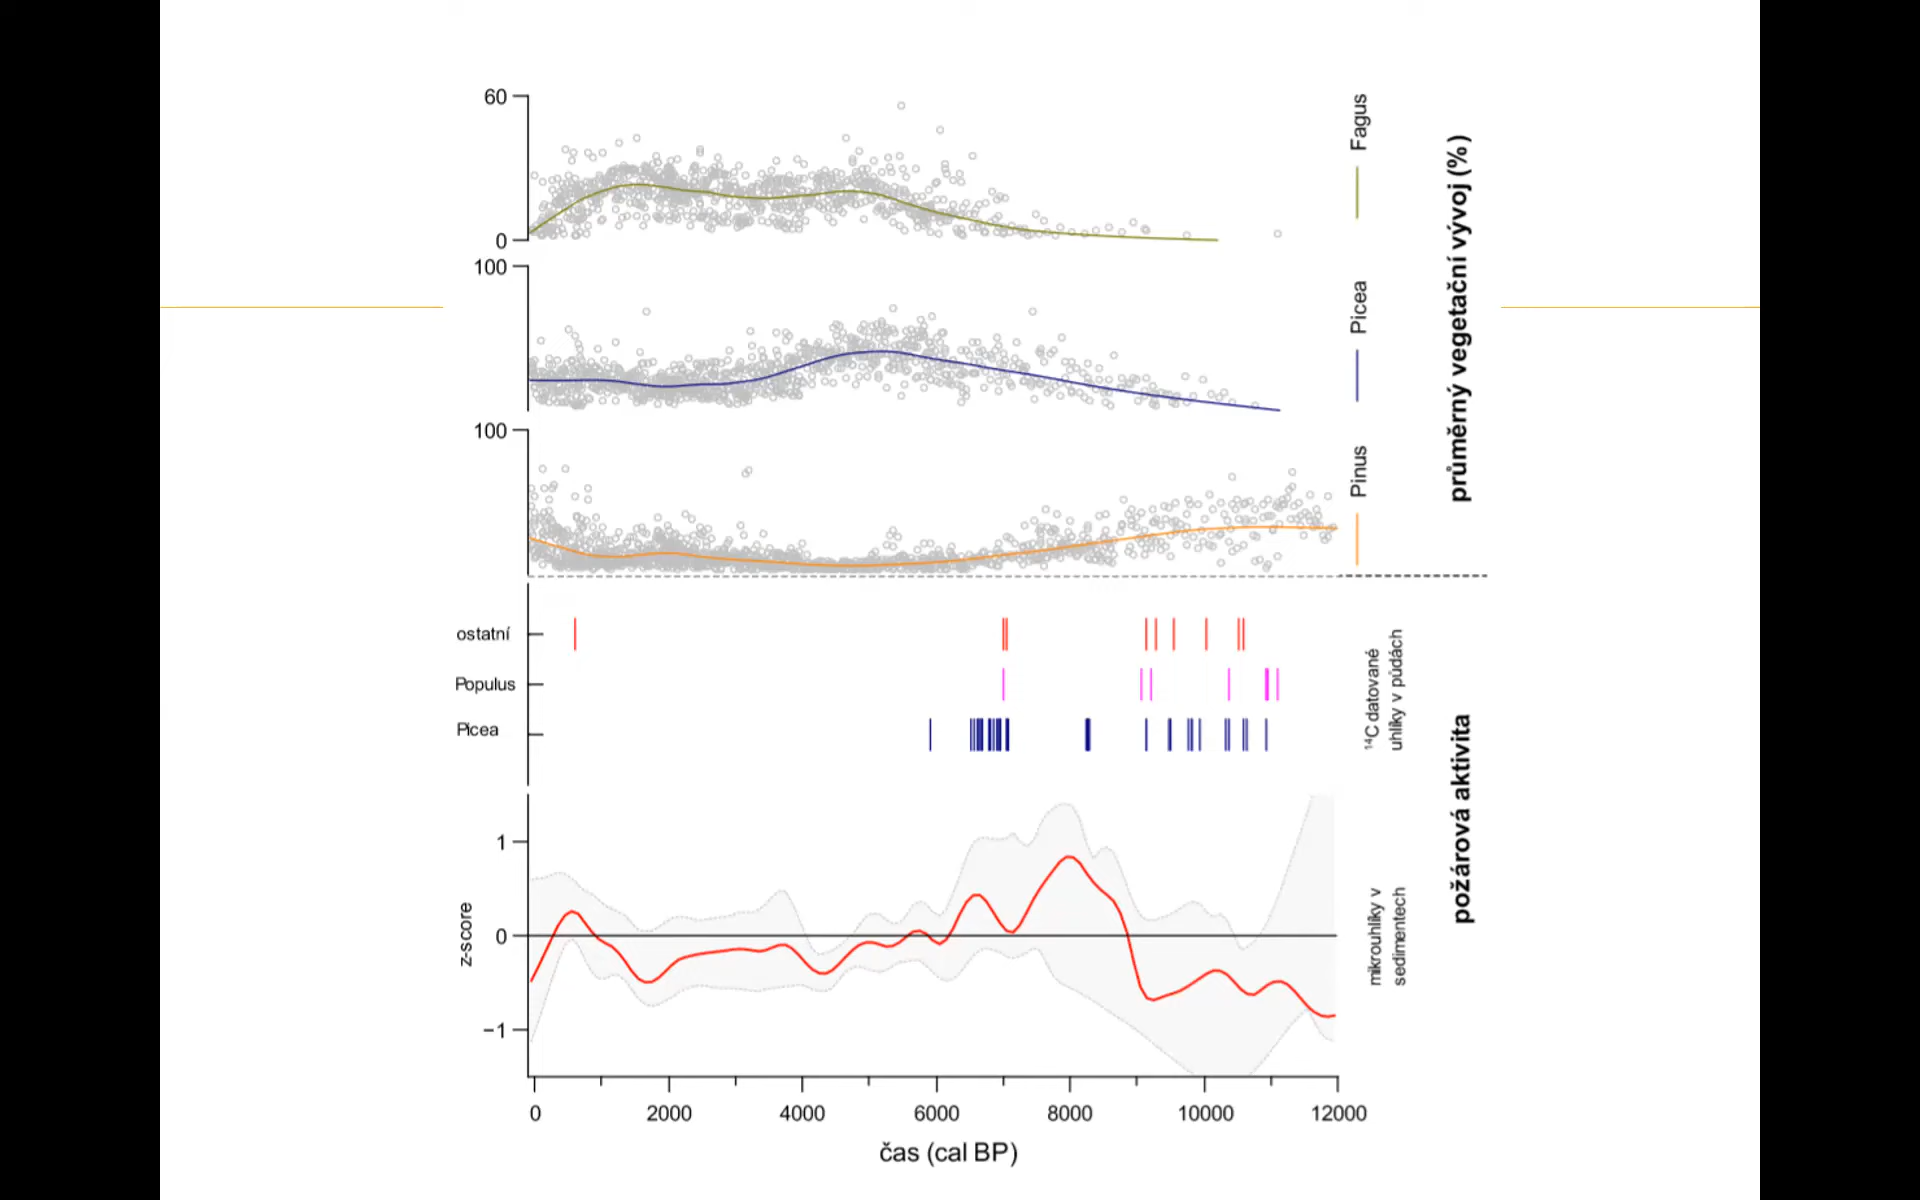 60
0
Fagus
100
Picea
100
Pinus
průměrný vegetační vývoj (%)
ostatní
Populus
Picea
¹⁴C datované
uhlíky v půdách
požárová aktivita
1
0
−1
z-score
mikrouhlíky v
sedimentech
0 2000 4000 6000 8000 10000 12000
čas (cal BP)